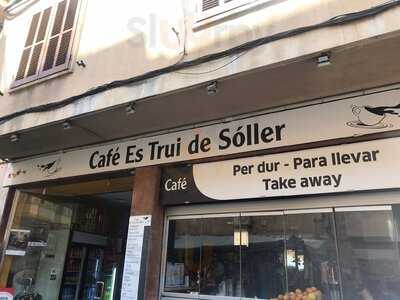 Café Es Trui de Sóller
Café
Per dur - Para llevar
Take away